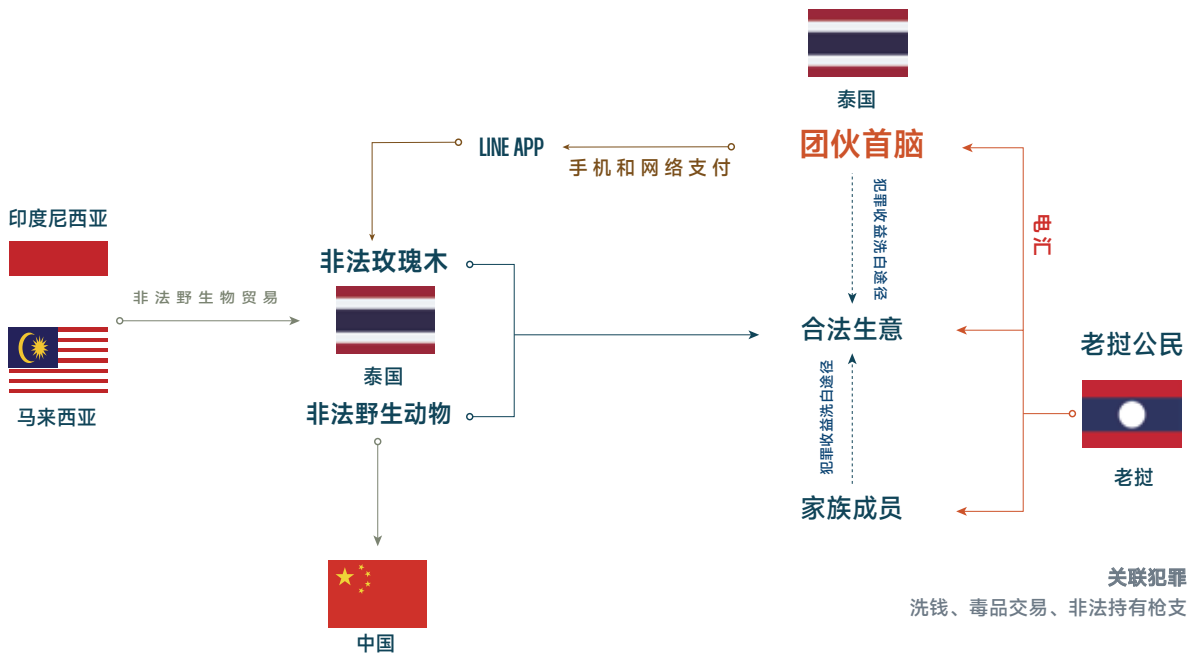 泰国
团伙首脑
LINE APP
手机和网络支付
犯罪收益洗白途径
电汇
印度尼西亚
非法玫瑰木
非法野生物贸易
合法生意
老挝公民
泰国
马来西亚
非法野生动物
犯罪收益洗白途径
老挝
家族成员
关联犯罪
洗钱、毒品交易、非法持有枪支
中国